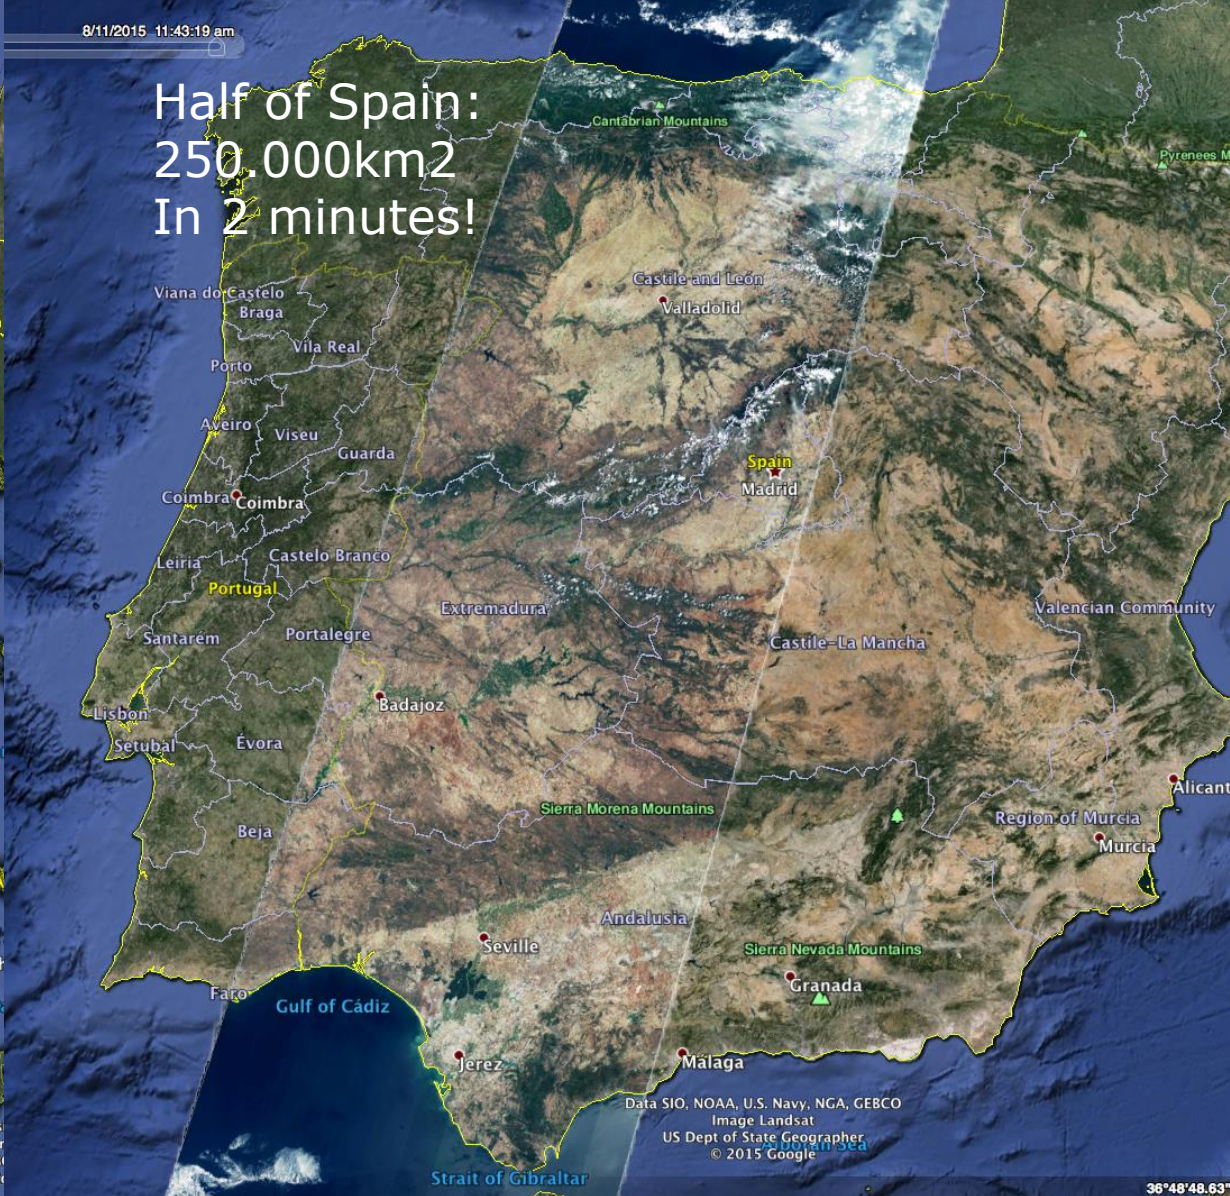 8/11/2015 11:43:19 am
Half of Spain:
250.000km2
In 2 minutes!
Cantabrian Mountains
Pyrenees M
Castile and León
Valladolid
Viana do Castelo
Braga
Vila Real
Porto
Aveiro
Viseu
Guarda
Spain
Madrid
Coimbra
Coimbra
Leiria
Castelo Branco
Portugal
Extremadura
Valencian Community
Santarém
Portalegre
Castile-La Mancha
Badajoz
Lisbon
Setubal
Évora
Alicant
Sierra Morena Mountains
Region of Murcia
Beja
Murcia
Andalusia
Seville
Sierra Nevada Mountains
Granada
Faro
Gulf of Cádiz
Jerez
Málaga
Data SIO, NOAA, U.S. Navy, NGA, GEBCO
Image Landsat
US Dept of State Geographer
© 2015 Google
Alboran Sea
Strait of Gibraltar
36°48'48.63"